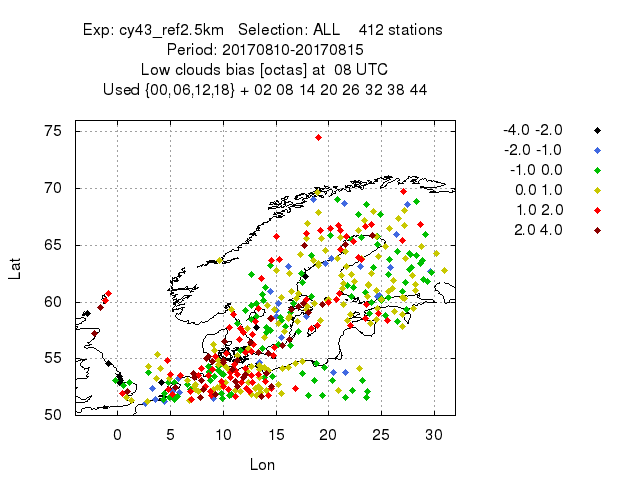 Exp: cy43_ref2.5km   Selection: ALL    412 stations
Period: 20170810-20170815
Low clouds bias [octas] at  08 UTC
Used {00,06,12,18} + 02 08 14 20 26 32 38 44
75
70
65
60
55
50
Lat
0 5 10 15 20 25 30
Lon
-4.0 -2.0
-2.0 -1.0
-1.0 0.0
0.0 1.0
1.0 2.0
2.0 4.0